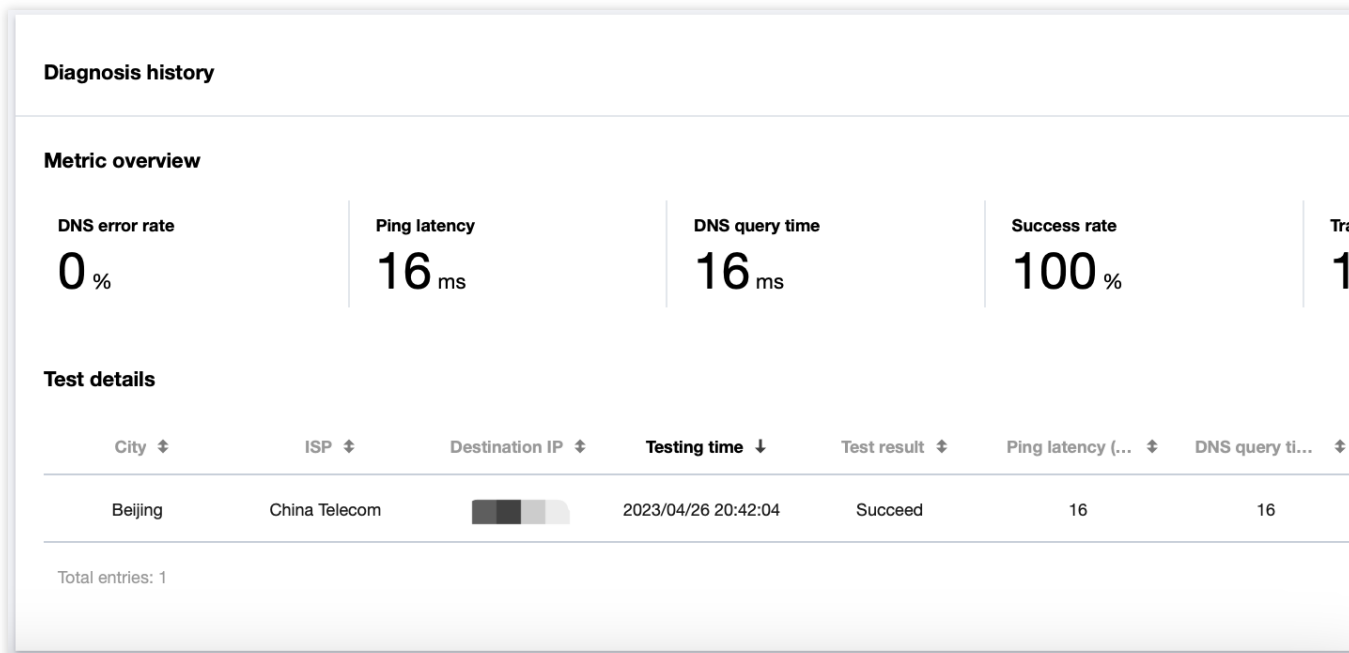 Diagnosis history
Metric overview
DNS error rate Ping latency DNS query time Success rate
0 % 16 ms 16 ms 100 %
Test details
City ISP Destination IP Testing time Test result Ping latency (... DNS query ti...
Beijing China Telecom 2023/04/26 20:42:04 Succeed 16 16
Total entries: 1